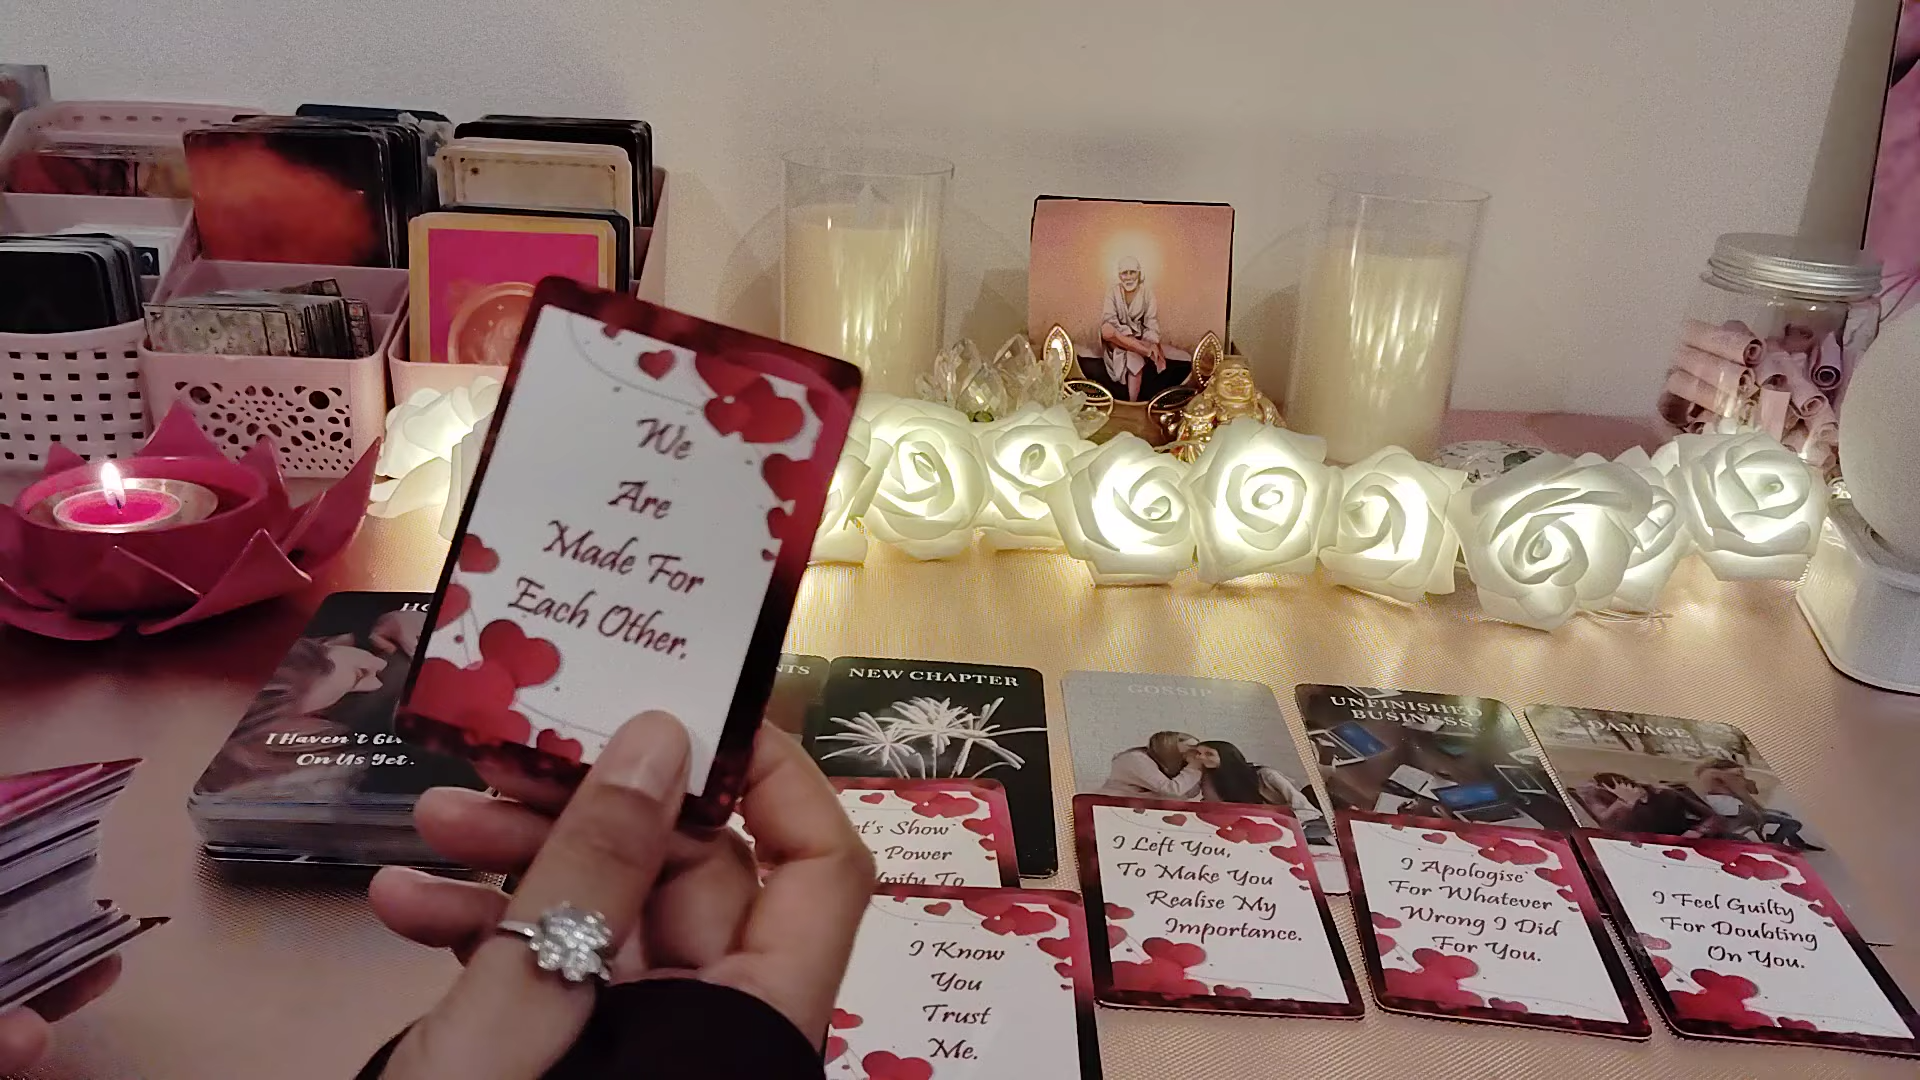 We
Are
Made For
Each Other.
I Haven't
On Us Yet.
NEW CHAPTER
Show
Power
To
I Know
You
Trust
Me.
GOSSIP
I Left You,
To Make You
Realise My
Importance.
UNFINISHED
BUSINESS
I Apologise
For Whatever
Wrong I Did
For You.
DAMAGE
I Feel Guilty
For Doubting
On You.